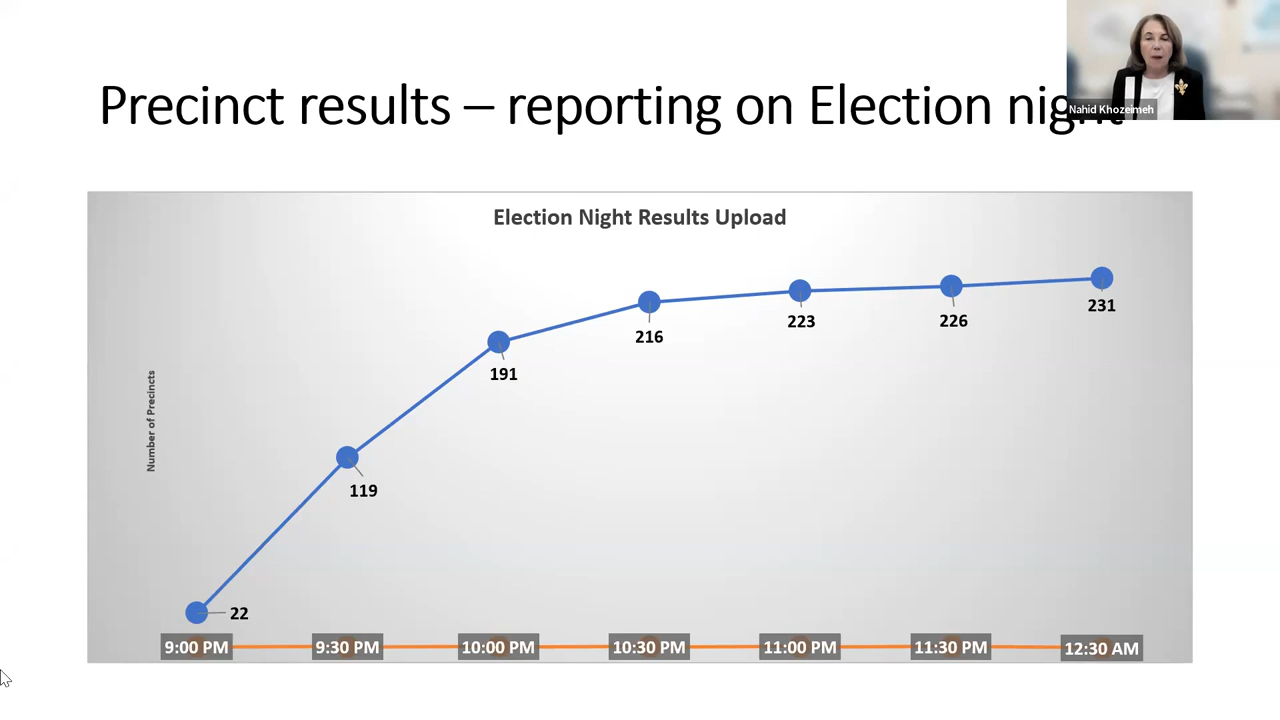 Precinct results – reporting on Election night
Nahid Khozeimeh
Election Night Results Upload
Number of Precincts
22
119
191
216
223
226
231
9:00 PM
9:30 PM
10:00 PM
10:30 PM
11:00 PM
11:30 PM
12:30 AM